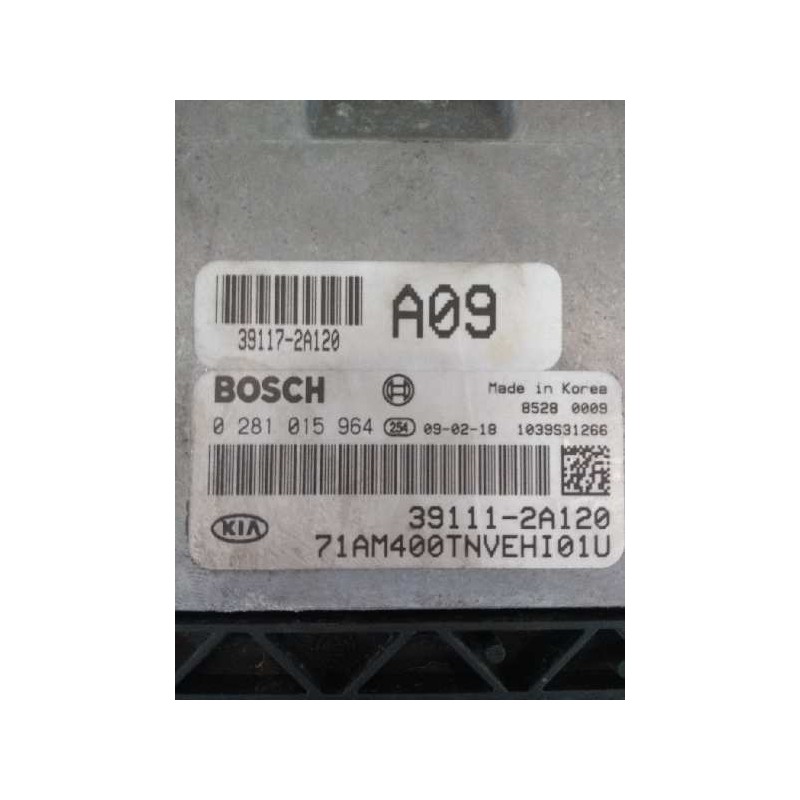 A09
39117-2A120
BOSCH
Made in Korea
8528 0009
0 281 015 964 254 09-02-18 1039S31266
39111-2A120
KIA
71AM400TNVEHI01U